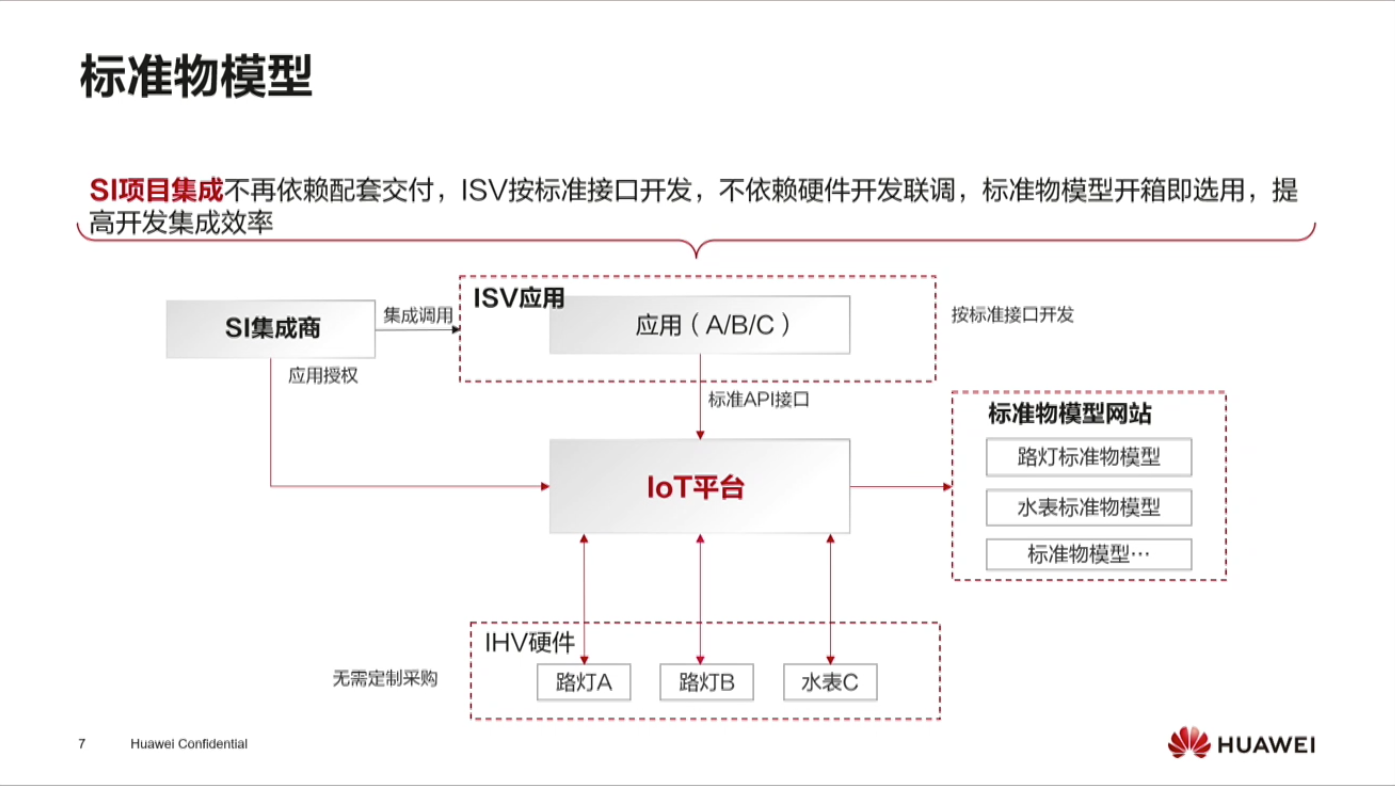 标准物模型
SI项目集成不再依赖配套交付，ISV按标准接口开发，不依赖硬件开发联调，标准物模型开箱即选用，提
高开发集成效率
ISV应用
SI集成商
集成调用
应用（A/B/C）
按标准接口开发
应用授权
标准API接口
标准物模型网站
路灯标准物模型
IoT平台
水表标准物模型
标准物模型…
IHV硬件
无需定制采购
路灯A
路灯B
水表C
7
Huawei Confidential
HUAWEI